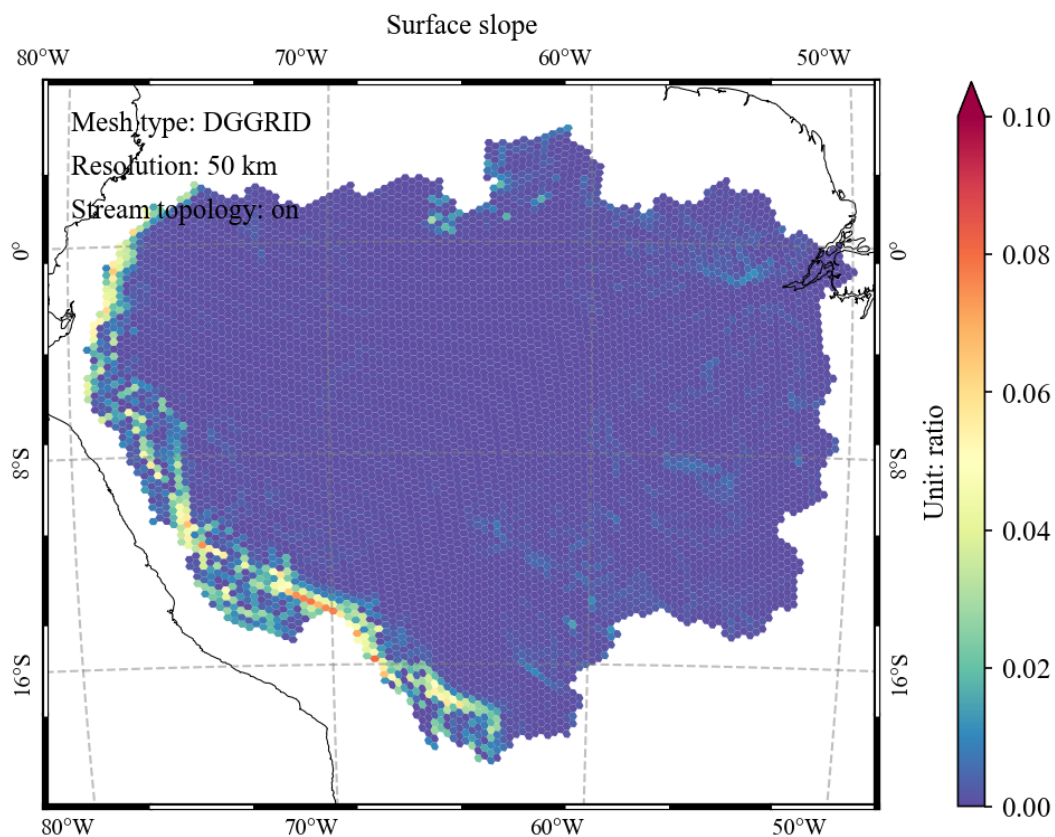 Surface slope
80°W 70°W 60°W 50°W
Mesh type: DGGRID
Resolution: 50 km
Stream topology: on
0° 0°
8°S 8°S
16°S 16°S
80°W 70°W 60°W 50°W
0.10
0.08
0.06
0.04
0.02
0.00
Unit: ratio